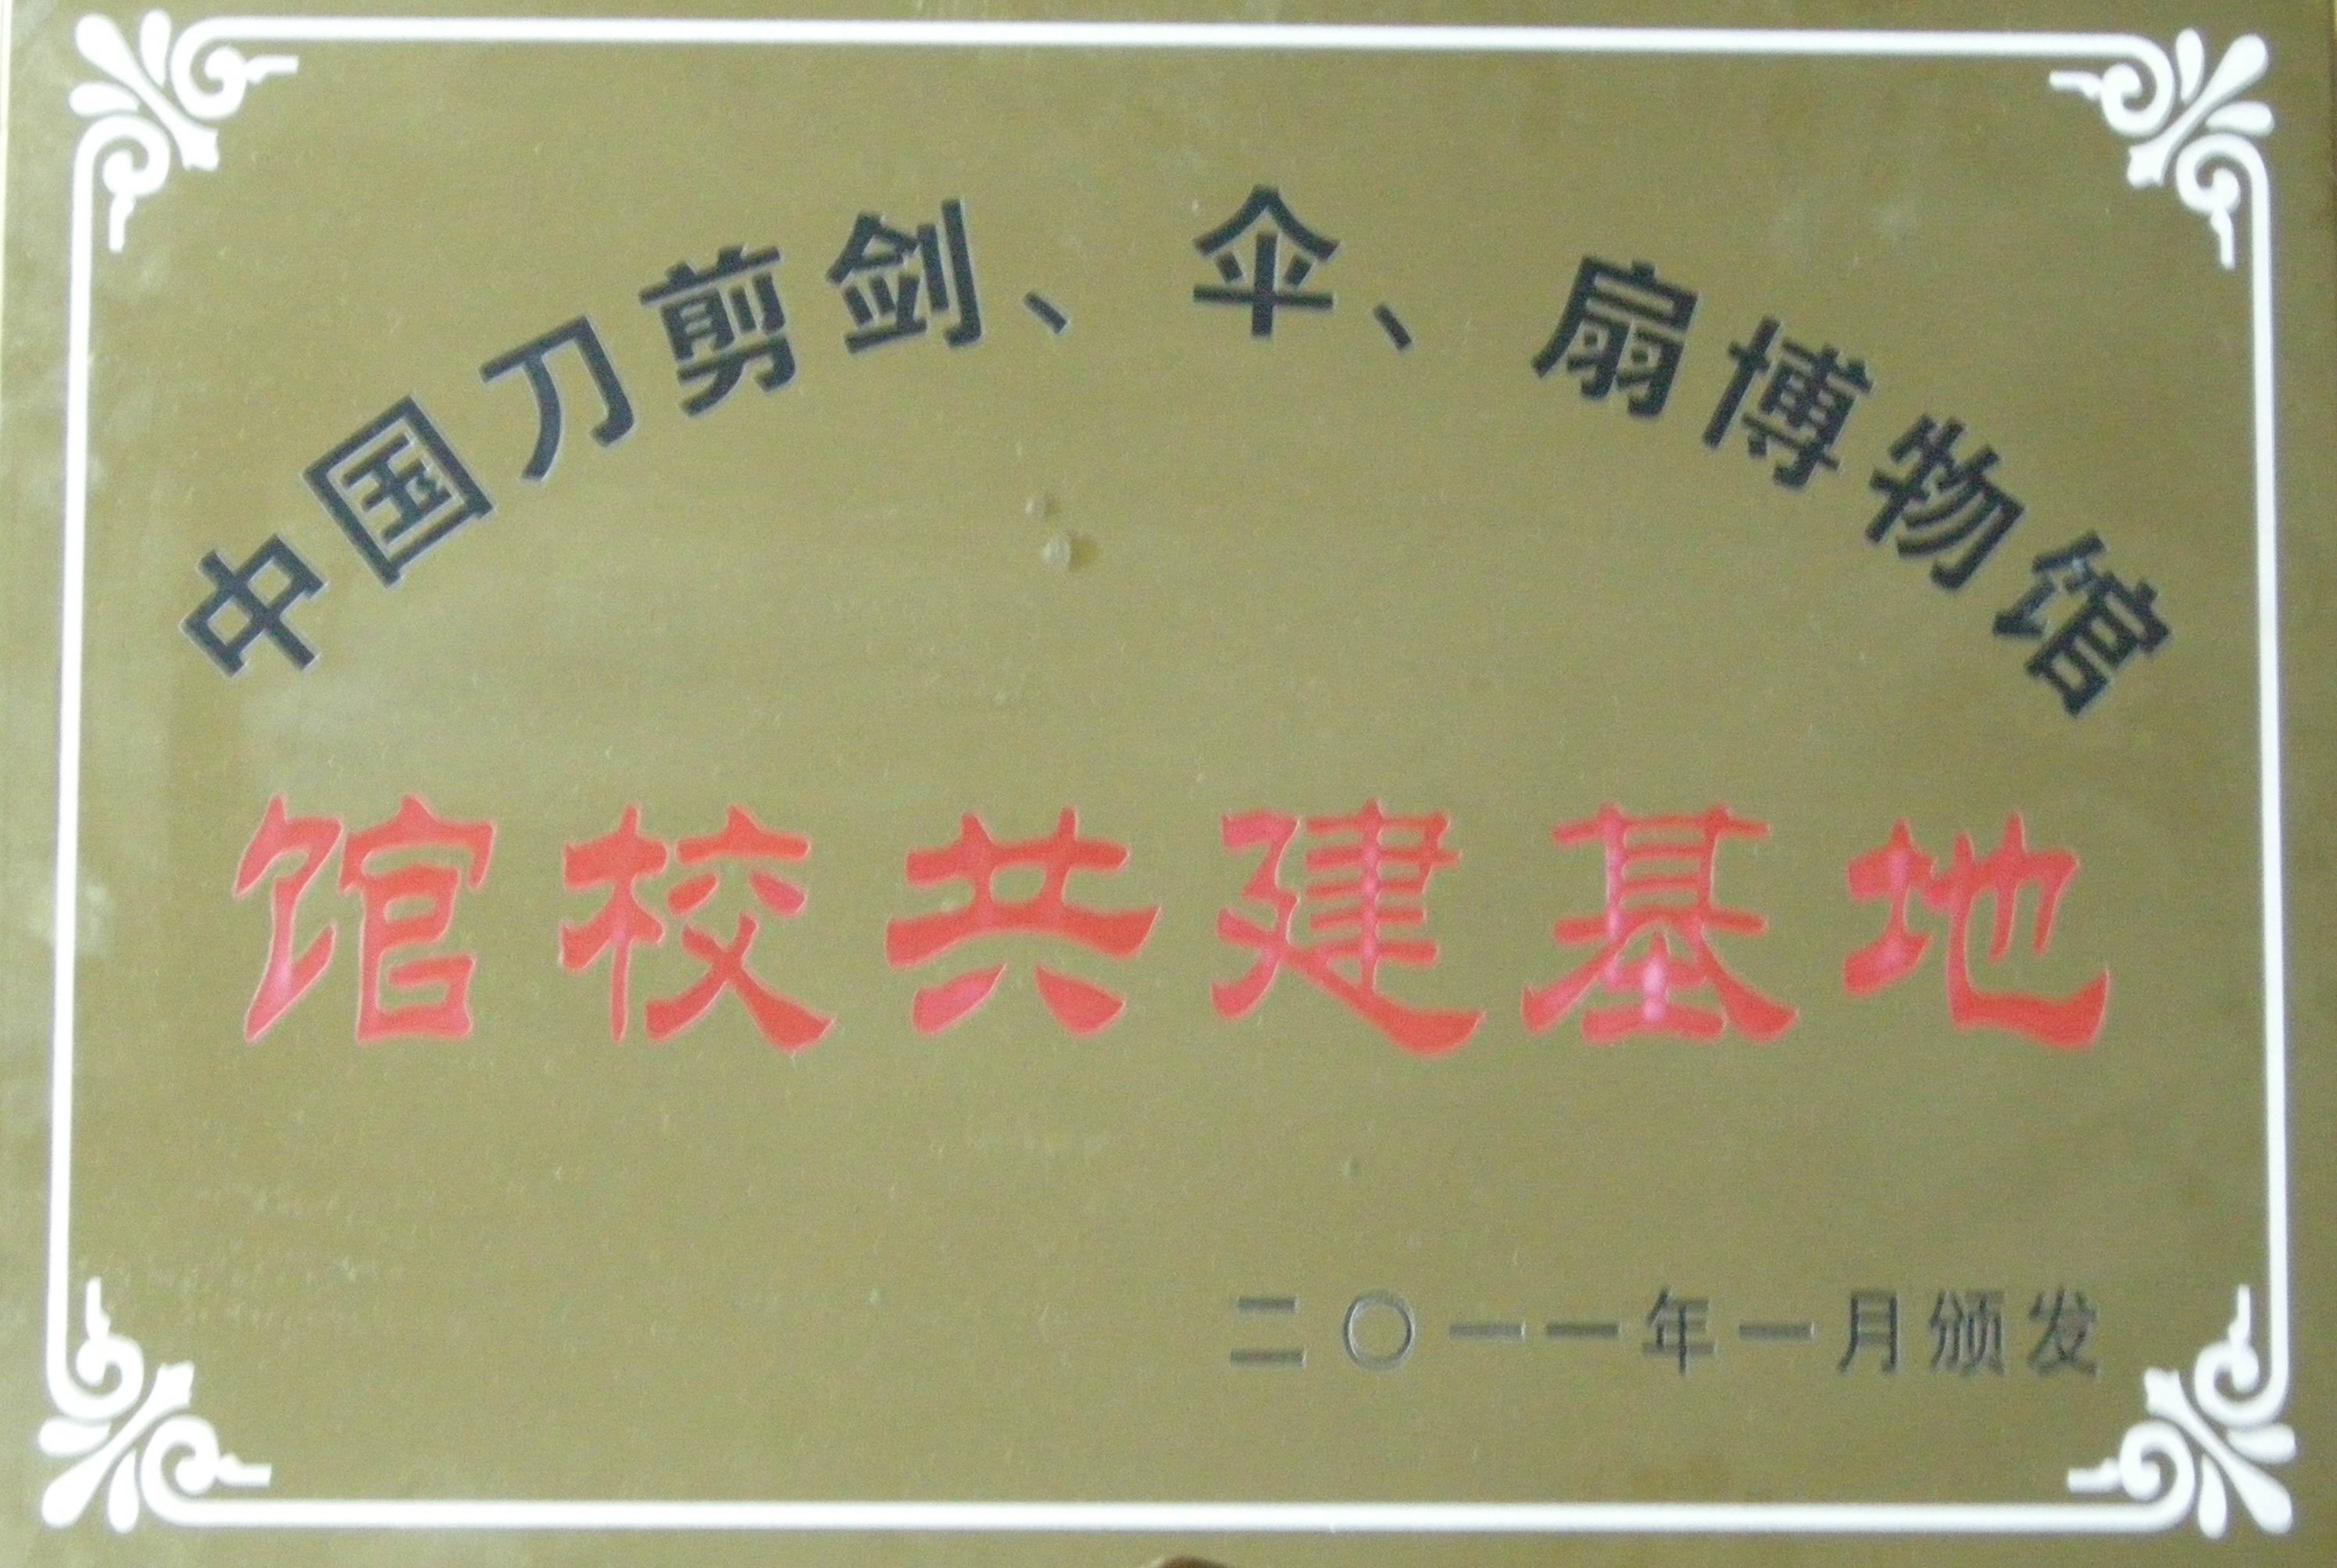 中国刀剪剑、伞、扇博物馆
馆校共建基地
二〇一一年一月颁发